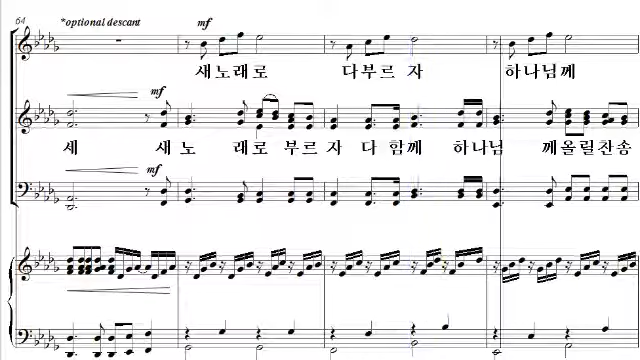 64 *optional descant mf
새노래로 다부르 자 하나님께
mf
세 새 노 래로 부르 자 다 함께 하나님 께올릴찬송
mf